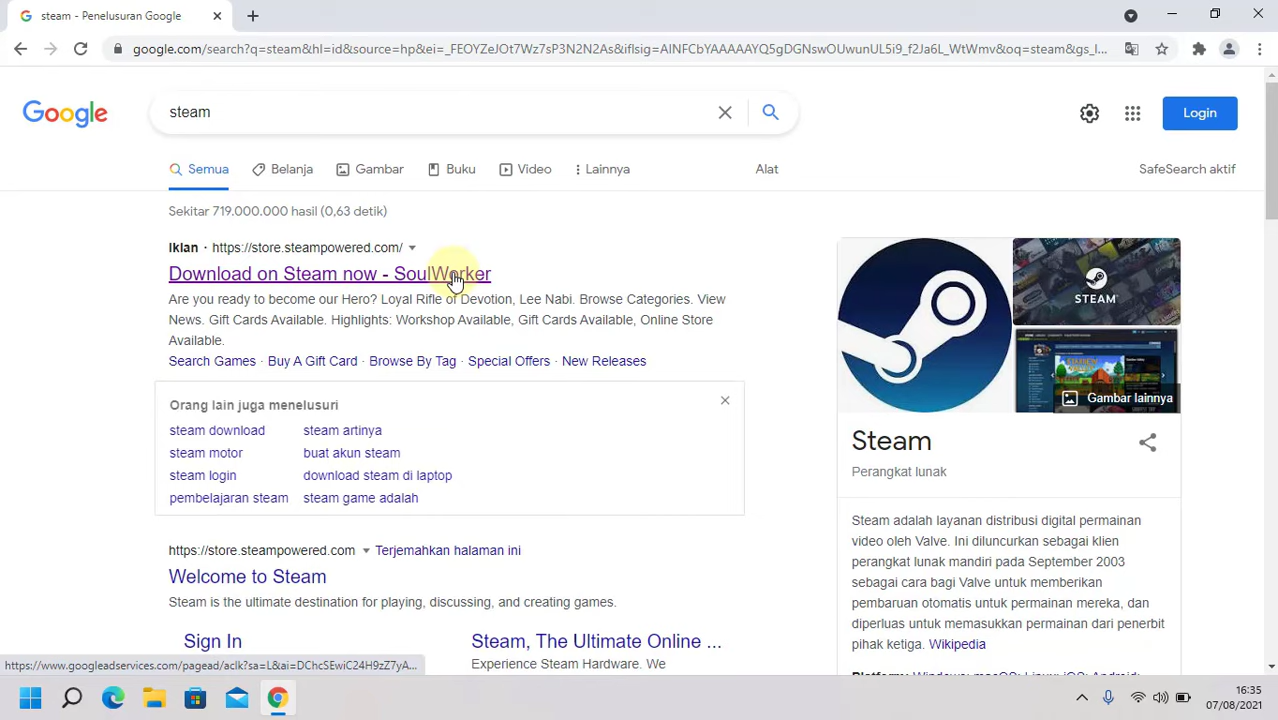 steam - Penelusuran Google
google.com/search?q=steam&hl=id&source=hp&ei=_FEOYZeJOt7Wz7sP3N2N2As&iflsig=AINFCbYAAAAAYQ5gDGNswOUwunUL5i9_f2Ja6L_WtWmv&oq=steam&gs_l...
Google
steam
Login
Semua
Belanja
Gambar
Buku
Video
Lainnya
Alat
SafeSearch aktif
Sekitar 719.000.000 hasil (0,63 detik)
Iklan · https://store.steampowered.com/
Download on Steam now - SoulWorker
Are you ready to become our Hero? Loyal Rifle of Devotion, Lee Nabi. Browse Categories. View
News. Gift Cards Available. Highlights: Workshop Available, Gift Cards Available, Online Store
Available.
Search Games · Buy A Gift Card · Browse By Tag · Special Offers · New Releases
Orang lain juga menelusuri
steam download steam artinya
steam motor buat akun steam
steam login download steam di laptop
pembelajaran steam steam game adalah
https://store.steampowered.com Terjemahkan halaman ini
Welcome to Steam
Steam is the ultimate destination for playing, discussing, and creating games.
Sign In
Steam, The Ultimate Online ...
Experience Steam Hardware. We
STEAM
Gambar lainnya
Steam
Perangkat lunak
Steam adalah layanan distribusi digital permainan
video oleh Valve. Ini diluncurkan sebagai klien
perangkat lunak mandiri pada September 2003
sebagai cara bagi Valve untuk memberikan
pembaruan otomatis untuk permainan mereka, dan
diperluas untuk memasukkan permainan dari penerbit
pihak ketiga. Wikipedia
Platform: Windows; macOS; Linux; iOS; Android;
https://www.googleadservices.com/pagead/aclk?sa=L&ai=DChcSEwiC24H9zZ7yA...
16:35
07/08/2021